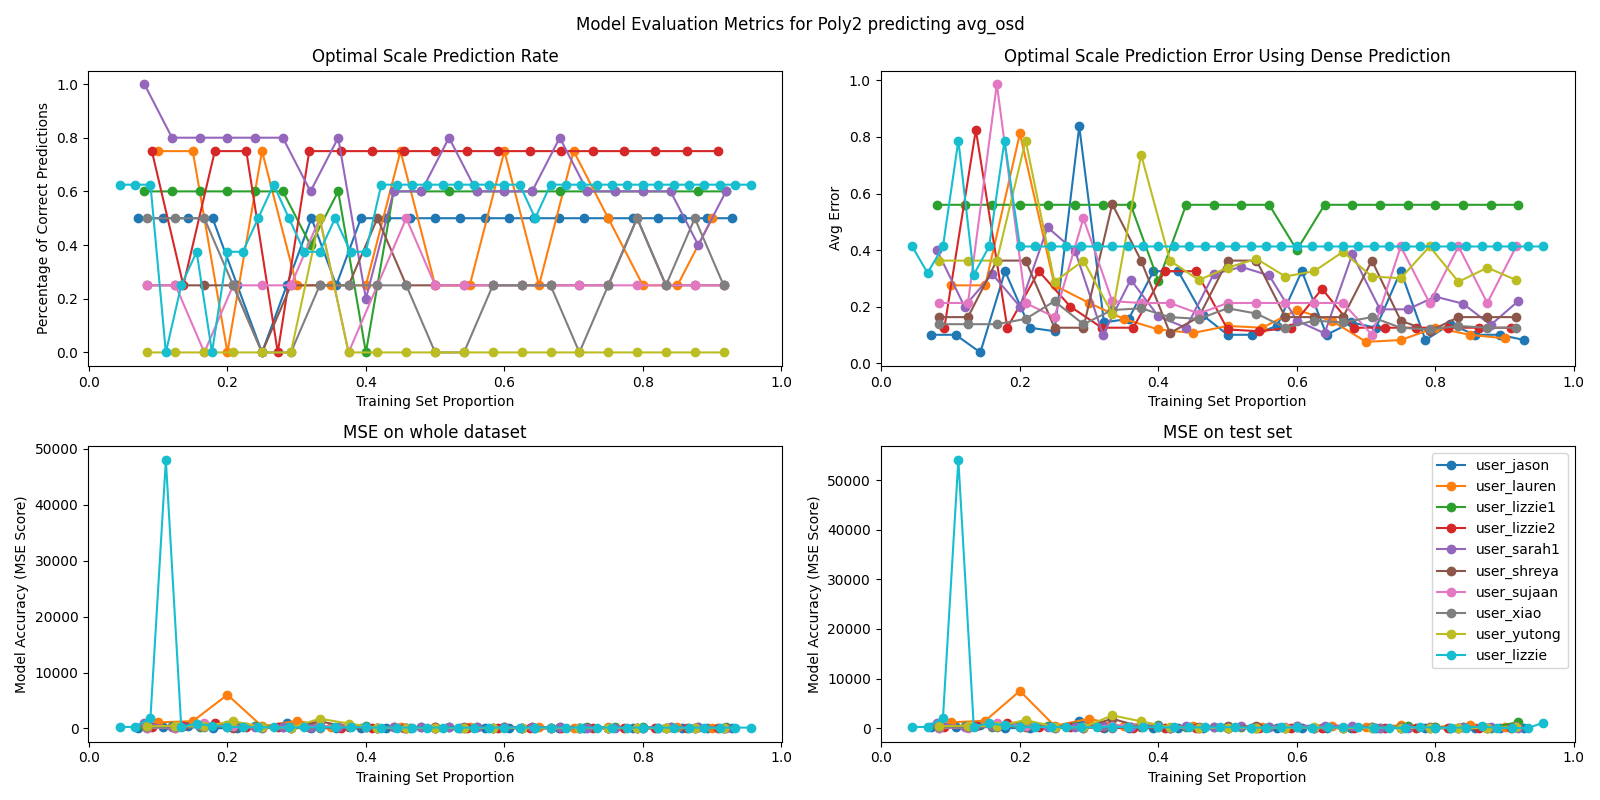 Model Evaluation Metrics for Poly2 predicting avg_osd
Optimal Scale Prediction Rate
Percentage of Correct Predictions
1.0
0.8
0.6
0.4
0.2
0.0
0.0 0.2 0.4 0.6 0.8 1.0
Training Set Proportion
Optimal Scale Prediction Error Using Dense Prediction
Avg Error
1.0
0.8
0.6
0.4
0.2
0.0
0.0 0.2 0.4 0.6 0.8 1.0
Training Set Proportion
MSE on whole dataset
Model Accuracy (MSE Score)
50000
40000
30000
20000
10000
0
0.0 0.2 0.4 0.6 0.8 1.0
Training Set Proportion
MSE on test set
Model Accuracy (MSE Score)
50000
40000
30000
20000
10000
0
0.0 0.2 0.4 0.6 0.8 1.0
Training Set Proportion
user_jason
user_lauren
user_lizzie1
user_lizzie2
user_sarah1
user_shreya
user_sujaan
user_xiao
user_yutong
user_lizzie